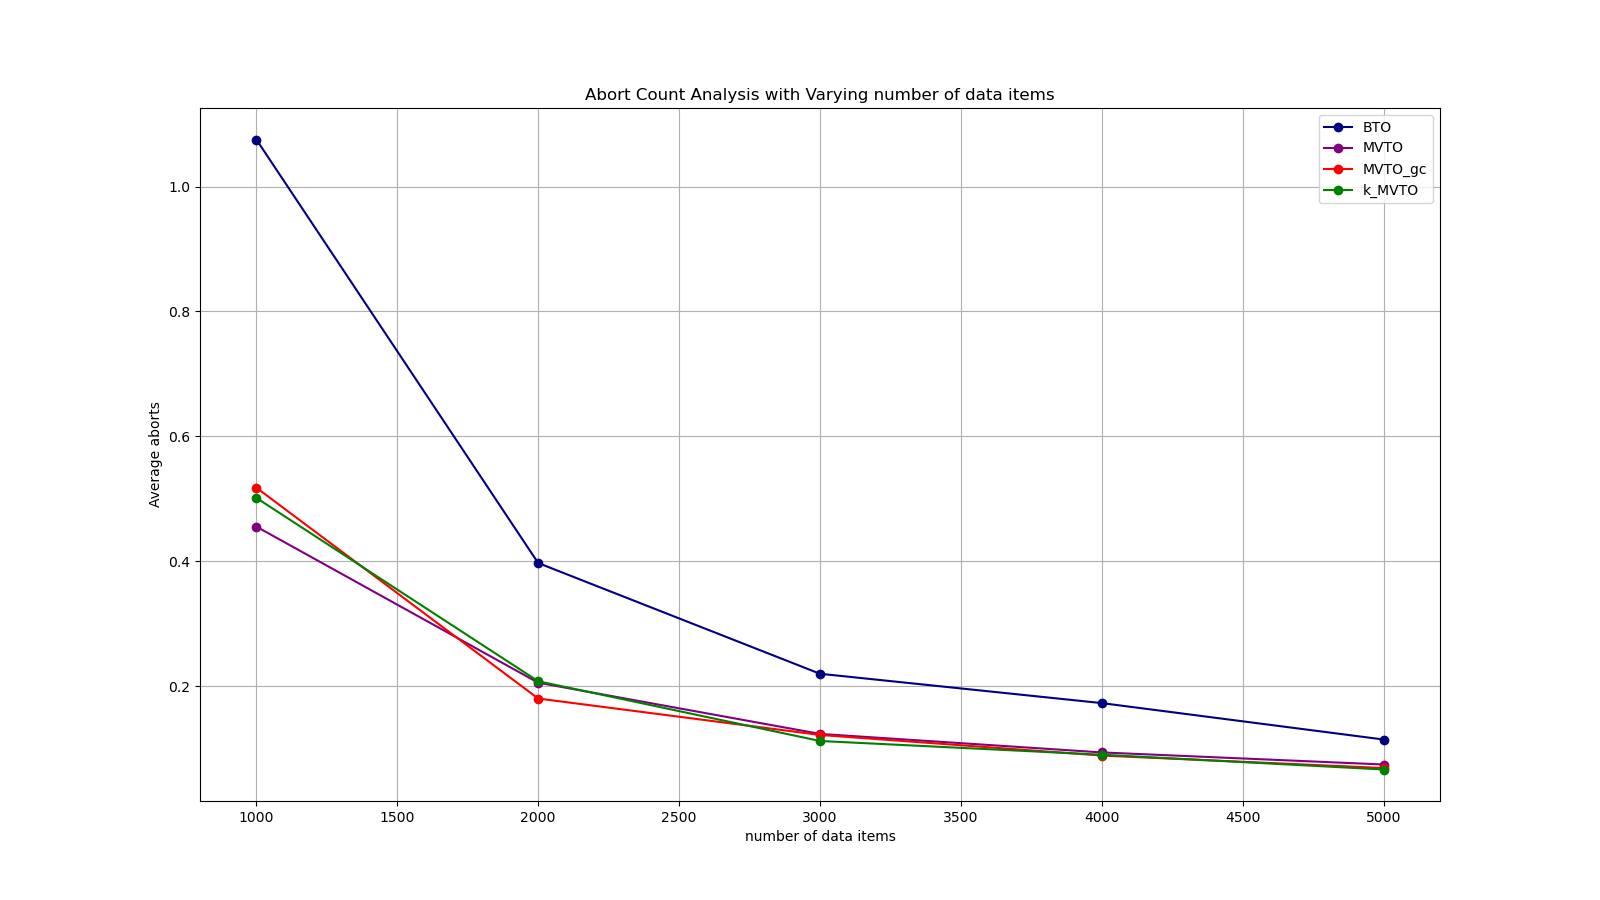 Abort Count Analysis with Varying number of data items
BTO
MVTO
MVTO_gc
k_MVTO
1.0
0.8
0.6
0.4
0.2
Average aborts
1000 1500 2000 2500 3000 3500 4000 4500 5000
number of data items